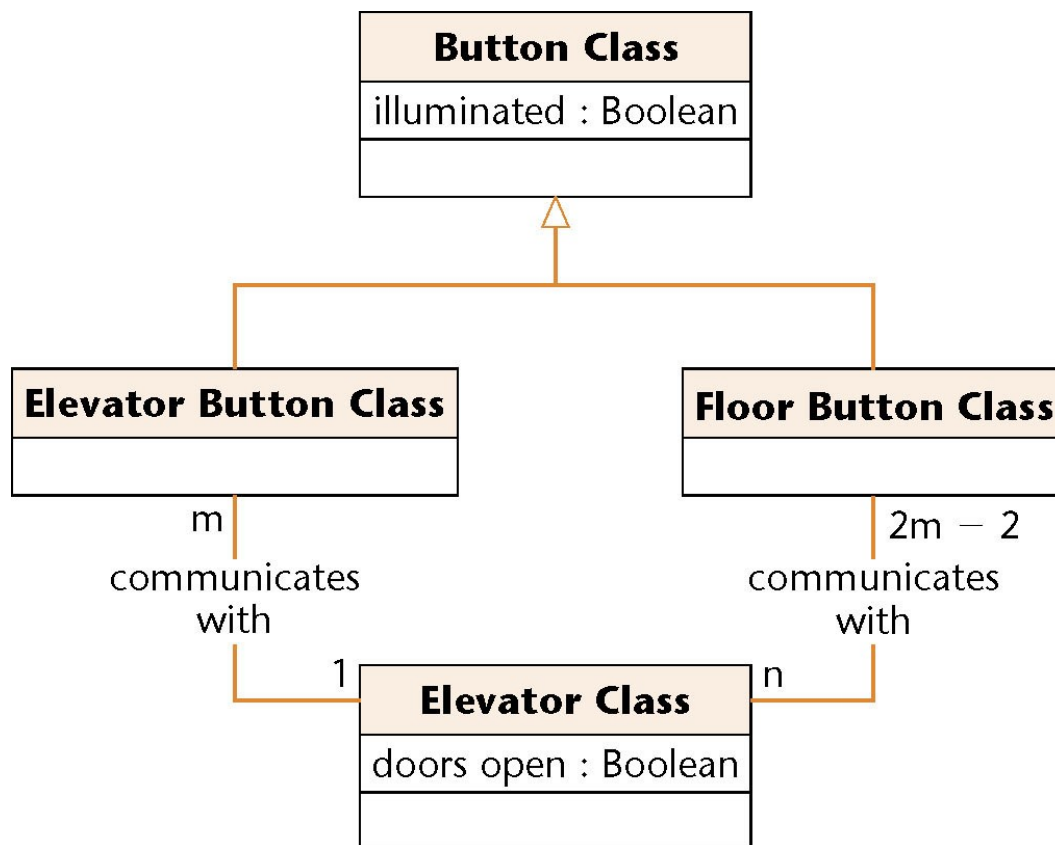 Button Class
illuminated : Boolean
Elevator Button Class
Floor Button Class
m
2m − 2
communicates
with
communicates
with
1
n
Elevator Class
doors open : Boolean